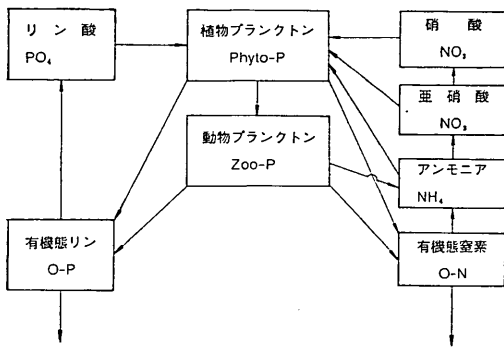 リン酸
PO₄
植物プランクトン
Phyto-P
硝酸
NO₃
亜硝酸
NO₃
動物プランクトン
Zoo-P
アンモニア
NH₄
有機態リン
O-P
有機態窒素
O-N